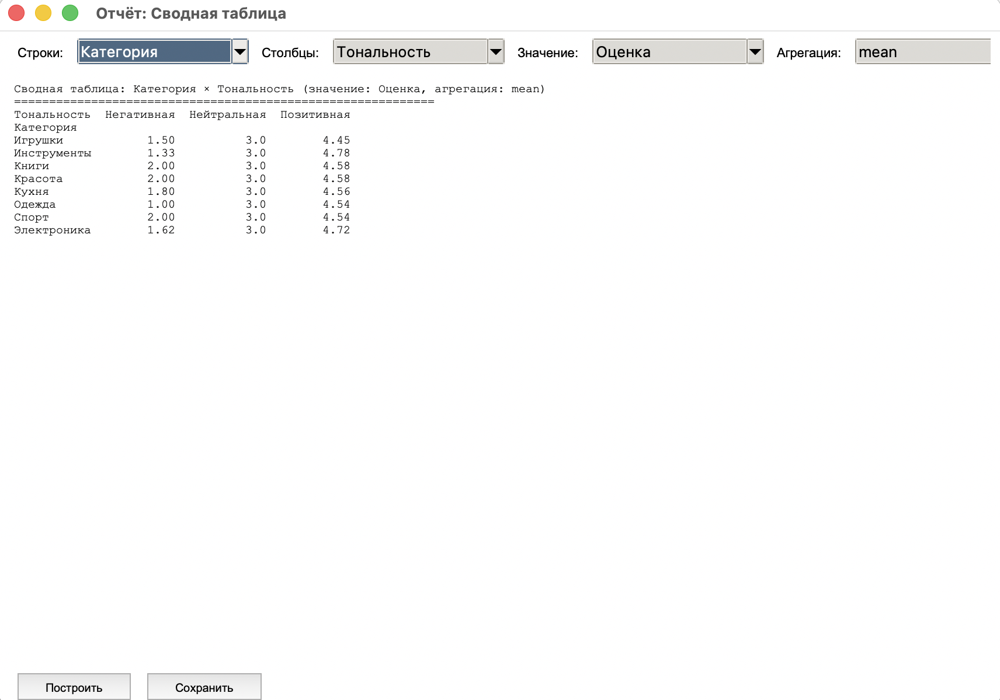 Отчёт: Сводная таблица
Строки: Категория Столбцы: Тональность Значение: Оценка Агрегация: mean
Сводная таблица: Категория × Тональность (значение: Оценка, агрегация: mean)
============================================================
Тональность Негативная Нейтральная Позитивная
Категория
Игрушки 1.50 3.0 4.45
Инструменты 1.33 3.0 4.78
Книги 2.00 3.0 4.58
Красота 2.00 3.0 4.58
Кухня 1.80 3.0 4.56
Одежда 1.00 3.0 4.54
Спорт 2.00 3.0 4.54
Электроника 1.62 3.0 4.72
Построить Сохранить